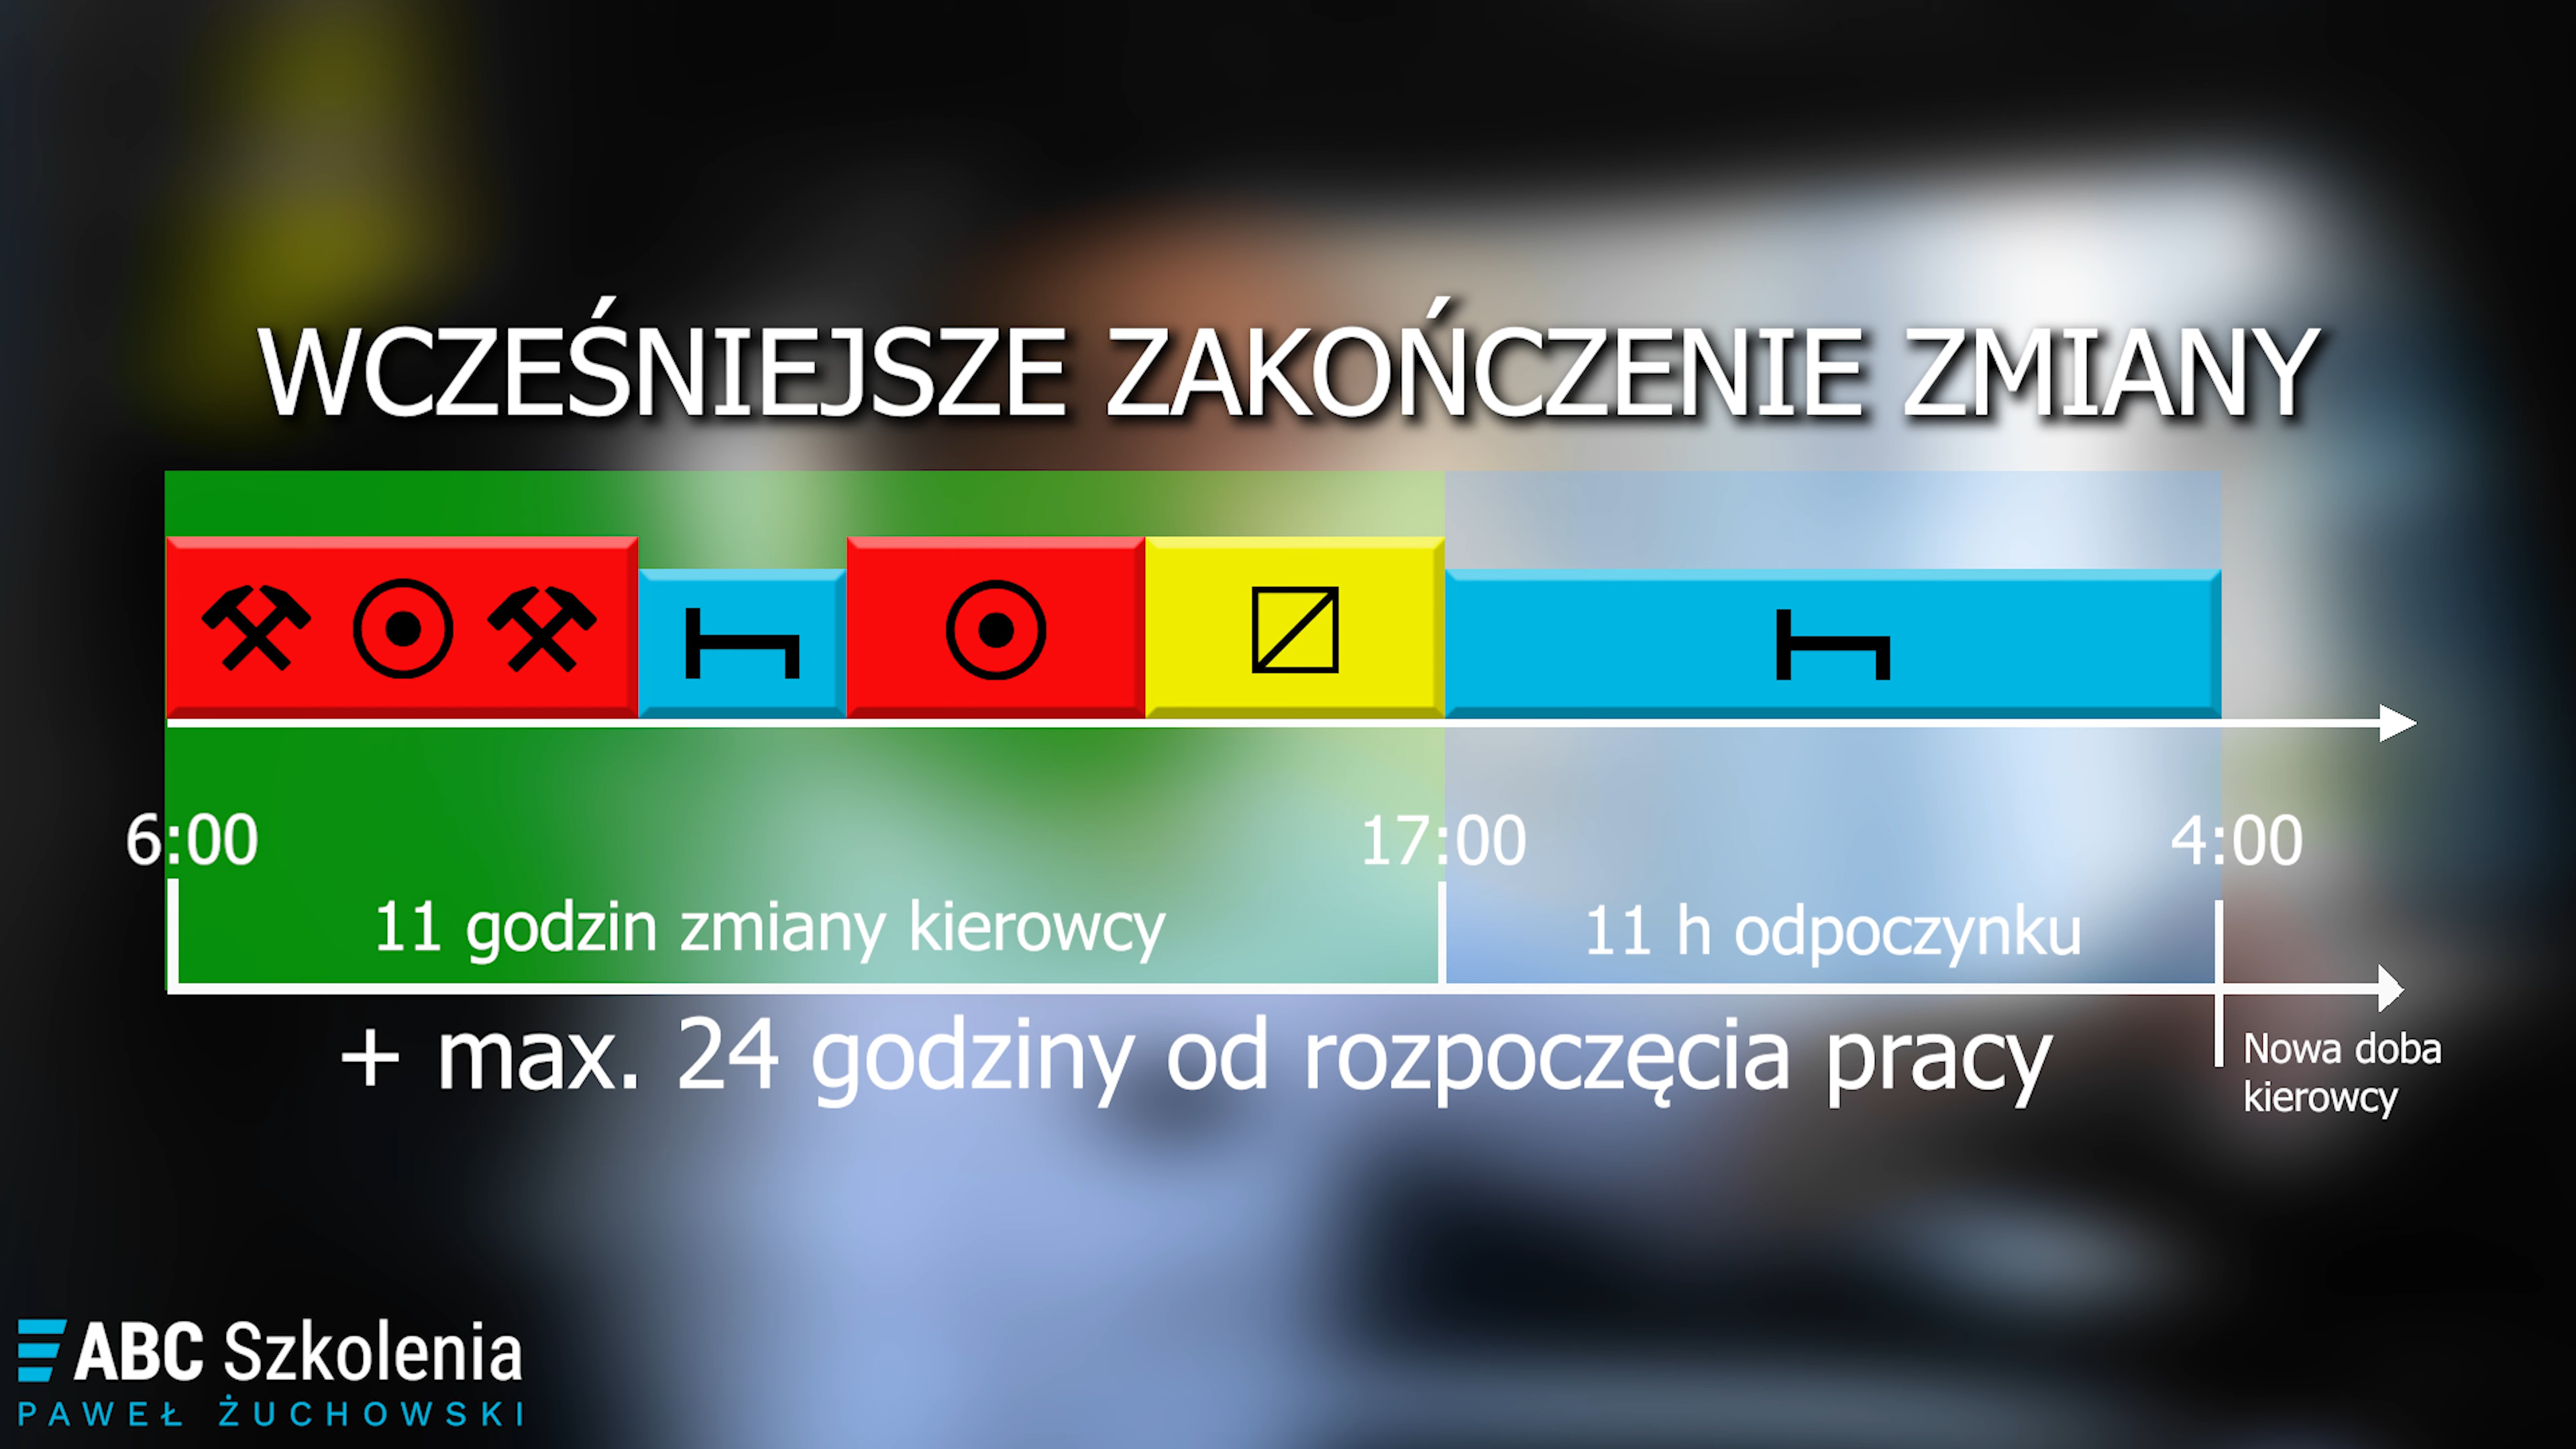 WCZEŚNIEJSZE ZAKOŃCZENIE ZMIANY
6:00
17:00
4:00
11 godzin zmiany kierowcy
11 h odpoczynku
+ max. 24 godziny od rozpoczęcia pracy
Nowa doba
kierowcy
ABC Szkolenia
PAWEŁ ŻUCHOWSKI